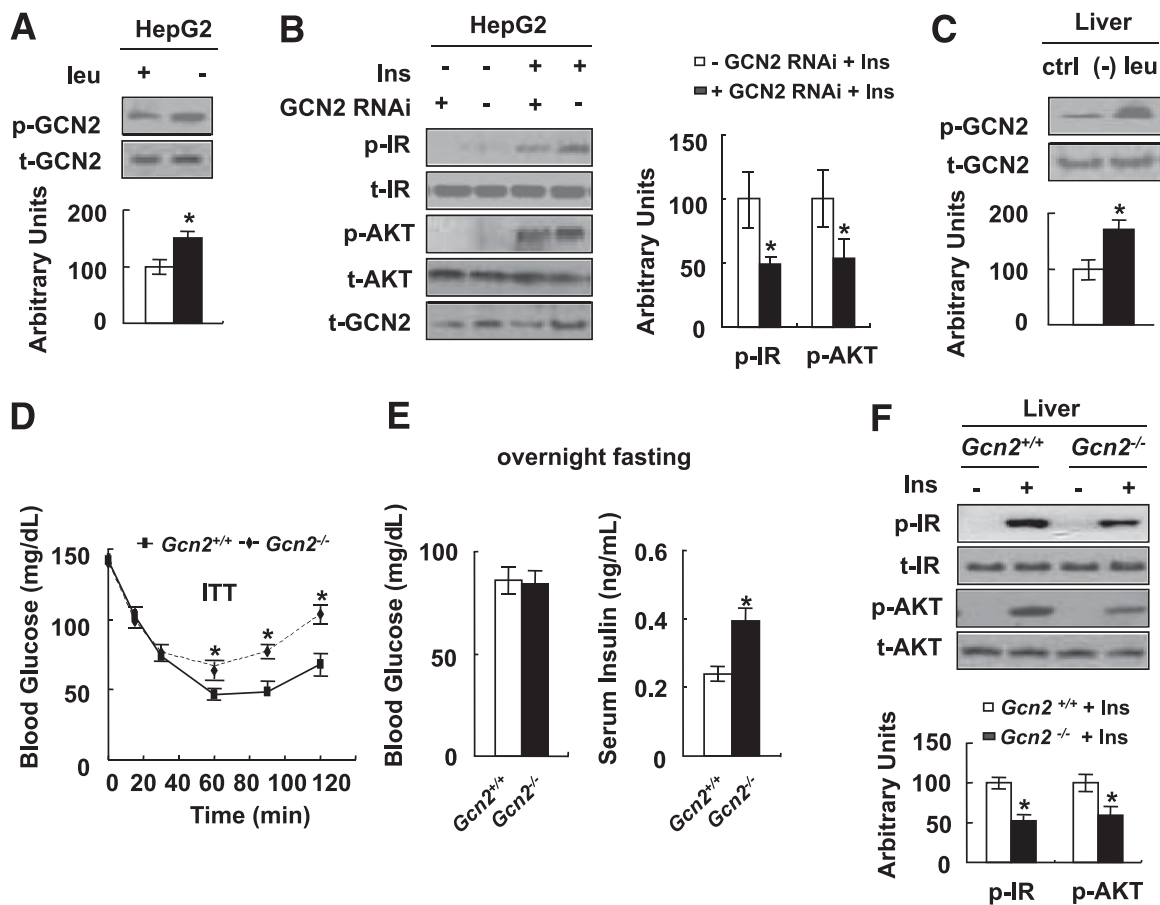 A
HepG2
leu + -
p-GCN2
t-GCN2
Arbitrary Units
200
100
0
*
B
HepG2
Ins - - + +
GCN2 RNAi + - + -
p-IR
t-IR
p-AKT
t-AKT
t-GCN2
- GCN2 RNAi + Ins
+ GCN2 RNAi + Ins
Arbitrary Units
150
100
50
0
* *
p-IR p-AKT
C
Liver
ctrl (-) leu
p-GCN2
t-GCN2
Arbitrary Units
200
100
0
*
D
Gcn2+/+ Gcn2-/-
ITT
Blood Glucose (mg/dL)
150
100
50
0
* * *
0 20 40 60 80 100 120
Time (min)
E
overnight fasting
Blood Glucose (mg/dL)
100
50
0
Gcn2+/+
Gcn2-/-
Serum Insulin (ng/mL)
0.6
0.4
0.2
0
*
Gcn2+/+
Gcn2-/-
F
Liver
Gcn2+/+ Gcn2-/-
Ins - + - +
p-IR
t-IR
p-AKT
t-AKT
Gcn2 +/+ + Ins
Gcn2 -/- + Ins
Arbitrary Units
150
100
50
0
* *
p-IR p-AKT